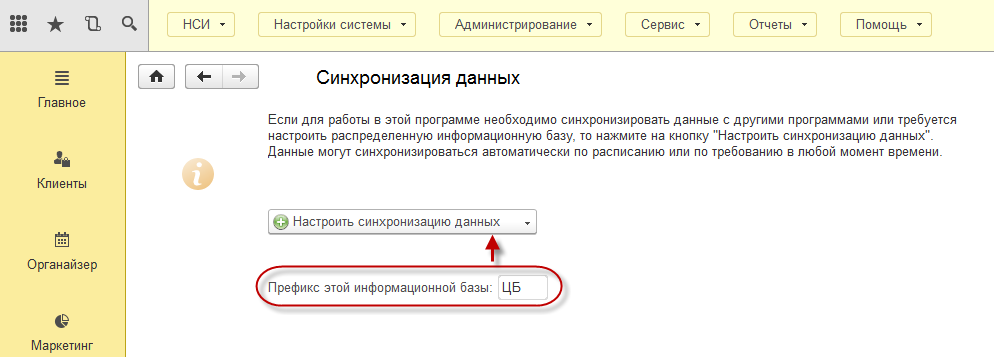 НСИ
Настройки системы
Администрирование
Сервис
Отчеты
Помощь
Главное
Клиенты
Органайзер
Маркетинг
Синхронизация данных
Если для работы в этой программе необходимо синхронизировать данные с другими программами или требуется
настроить распределенную информационную базу, то нажмите на кнопку "Настроить синхронизацию данных".
Данные могут синхронизироваться автоматически по расписанию или по требованию в любой момент времени.
Настроить синхронизацию данных
Префикс этой информационной базы: ЦБ